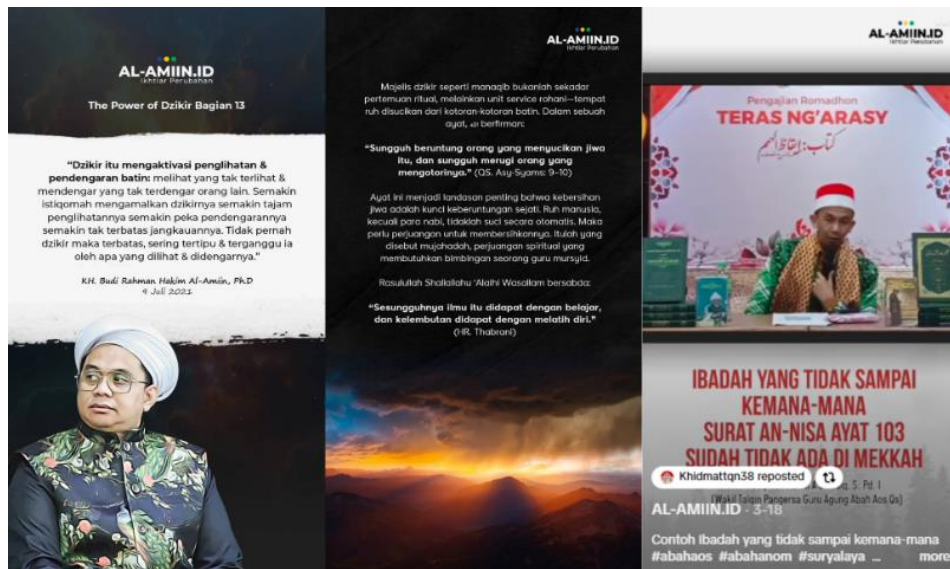 AL-AMIIN.ID
Ikhtiar Perubahan
The Power of Dzikir Bagian 13
"Dzikir itu mengaktivasi penglihatan &
pendengaran batin: melihat yang tak terlihat &
mendengar yang tak terdengar orang lain. Semakin
istiqomah mengamalkan dzikirnya semakin tajam
penglihatannya semakin peka pendengarannya
semakin tak terbatas jangkauannya. Tidak pernah
dzikir maka terbatas, sering tertipu & terganggu ia
oleh apa yang dilihat & didengarnya."
KH. Budi Rahman Hakim Al-Amiin, Ph.D
9 Juli 2021
AL-AMIIN.ID
Ikhtiar Perubahan
Majelis dzikir seperti manaqib bukanlah sekadar
pertemuan ritual, melainkan unit service rohani—tempat
ruh disucikan dari kotoran-kotoran batin. Dalam sebuah
ayat, berfirman:
"Sungguh beruntung orang yang menyucikan jiwa
itu, dan sungguh merugi orang yang
mengotorinya." (QS. Asy-Syams: 9-10)
Ayat ini menjadi landasan penting bahwa kebersihan
jiwa adalah kunci keberuntungan sejati. Ruh manusia,
kecuali para nabi, tidaklah suci secara otomatis. Maka
perlu perjuangan untuk membersihkannya. Itulah yang
disebut mujahadah, perjuangan spiritual yang
membutuhkan bimbingan seorang guru mursyid.
Rasulullah Shallallahu 'Alaihi Wasallam bersabda:
"Sesungguhnya ilmu itu didapat dengan belajar,
dan kelembutan didapat dengan melatih diri."
(HR. Thabrani)
AL-AMIIN.ID
Ikhtiar Perubahan
Pengajian Romadhon
TERAS NG'ARASY
كتاب: إيقاظ الهمم
IBADAH YANG TIDAK SAMPAI
KEMANA-MANA
SURAT AN-NISA AYAT 103
SUDAH TIDAK ADA DI MEKKAH
Khidmattqn38 reposted
S. Pd. I
(Wakil Talqin Pangersa Guru Agung Abah Aos Qs)
AL-AMIIN.ID · 3-18
Contoh Ibadah yang tidak sampai kemana-mana
#abahaos #abahanom #suryalaya ... more